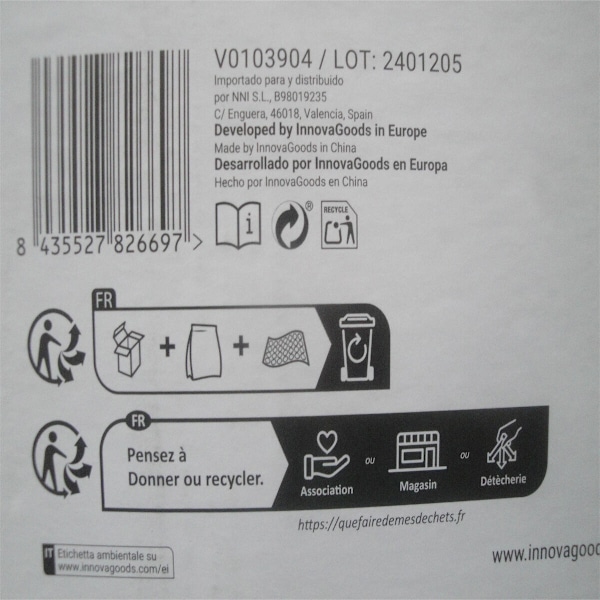 V0103904 / LOT: 2401205
Importado para y distribuido
por NNI S.L., B98019235
C/ Enguera, 46018, Valencia, Spain
Developed by InnovaGoods in Europe
Made by InnovaGoods in China
Desarrollado por InnovaGoods en Europa
Hecho por InnovaGoods en China
8 435527 826697 >
i
®
RECYCLE
FR
+ +
FR
Pensez à
Donner ou recycler.
Association
ou
Magasin
ou
Détècherie
https://quefairedemesdechets.fr
IT Etichetta ambientale su
www.innovagoods.com/ei
www.innovagoo